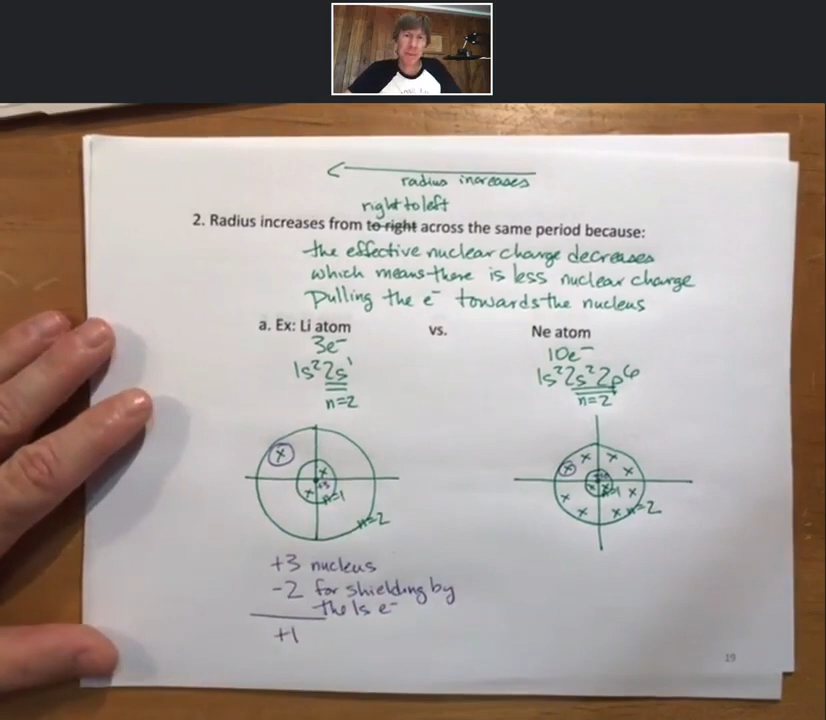 radius increases
right to left
2. Radius increases from to right across the same period because:
the effective nuclear charge decreases
which means there is less nuclear charge
pulling the e⁻ towards the nucleus
a. Ex: Li atom vs. Ne atom
3e⁻ 10e⁻
1s²2s¹ 1s²2s²2p⁶
n=2 n=2
x x x x
x x x
+3
x n=1 x x n=1 x
x x x n=2
n=2
+3 nucleus
-2 for shielding by
the 1s e⁻
+1
19